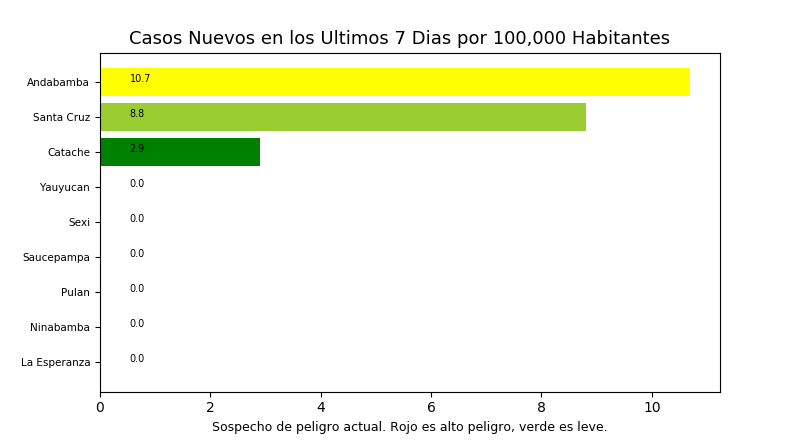 Casos Nuevos en los Ultimos 7 Dias por 100,000 Habitantes
Andabamba 10.7
Santa Cruz 8.8
Catache 2.9
Yauyucan 0.0
Sexi 0.0
Saucepampa 0.0
Pulan 0.0
Ninabamba 0.0
La Esperanza 0.0
0 2 4 6 8 10
Sospecho de peligro actual. Rojo es alto peligro, verde es leve.